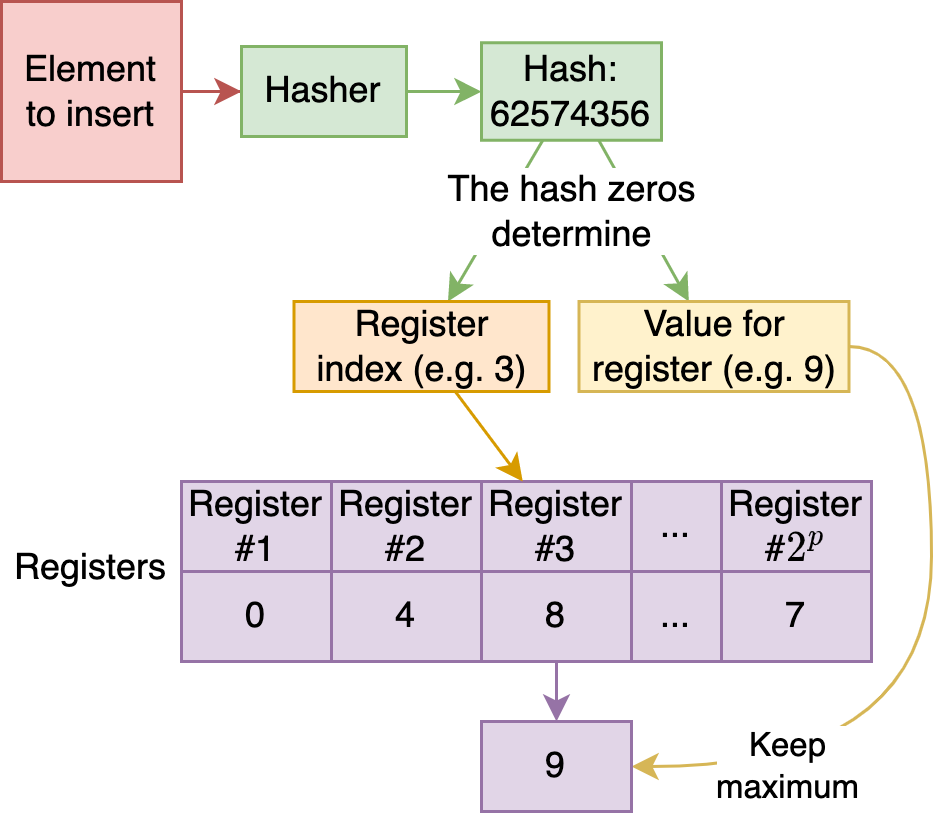 Element
to insert
Hasher
Hash:
62574356
The hash zeros
determine
Register
index (e.g. 3)
Value for
register (e.g. 9)
Registers
Register
#1
Register
#2
Register
#3
...
Register
#2^p
0
4
8
...
7
9
Keep
maximum